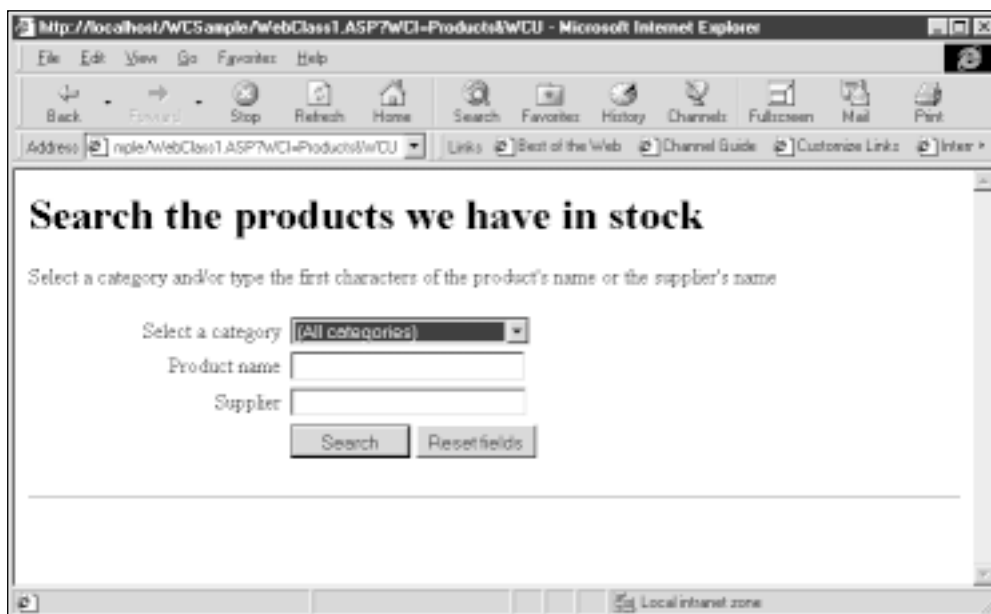 http://localhost/WCSample/WebClass1.ASP?WCI=Products&WCU - Microsoft Internet Explorer
File Edit View Go Favorites Help
Back Forward Stop Refresh Home Search Favorites History Channels Fullscreen Mail Print
Address mple/WebClass1.ASP?WCI=Products&WCU Links Best of the Web Channel Guide Customize Links Intern
Search the products we have in stock
Select a category and/or type the first characters of the product's name or the supplier's name
Select a category (All categories)
Product name
Supplier
Search Reset fields
Local intranet zone